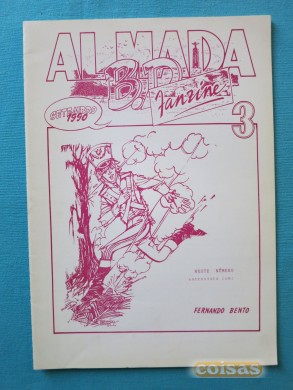 ALMADA
B.D.
Fanzine
SETEMBRO
1990
3
NESTE NÚMERO
FERNANDO BENTO
coisas